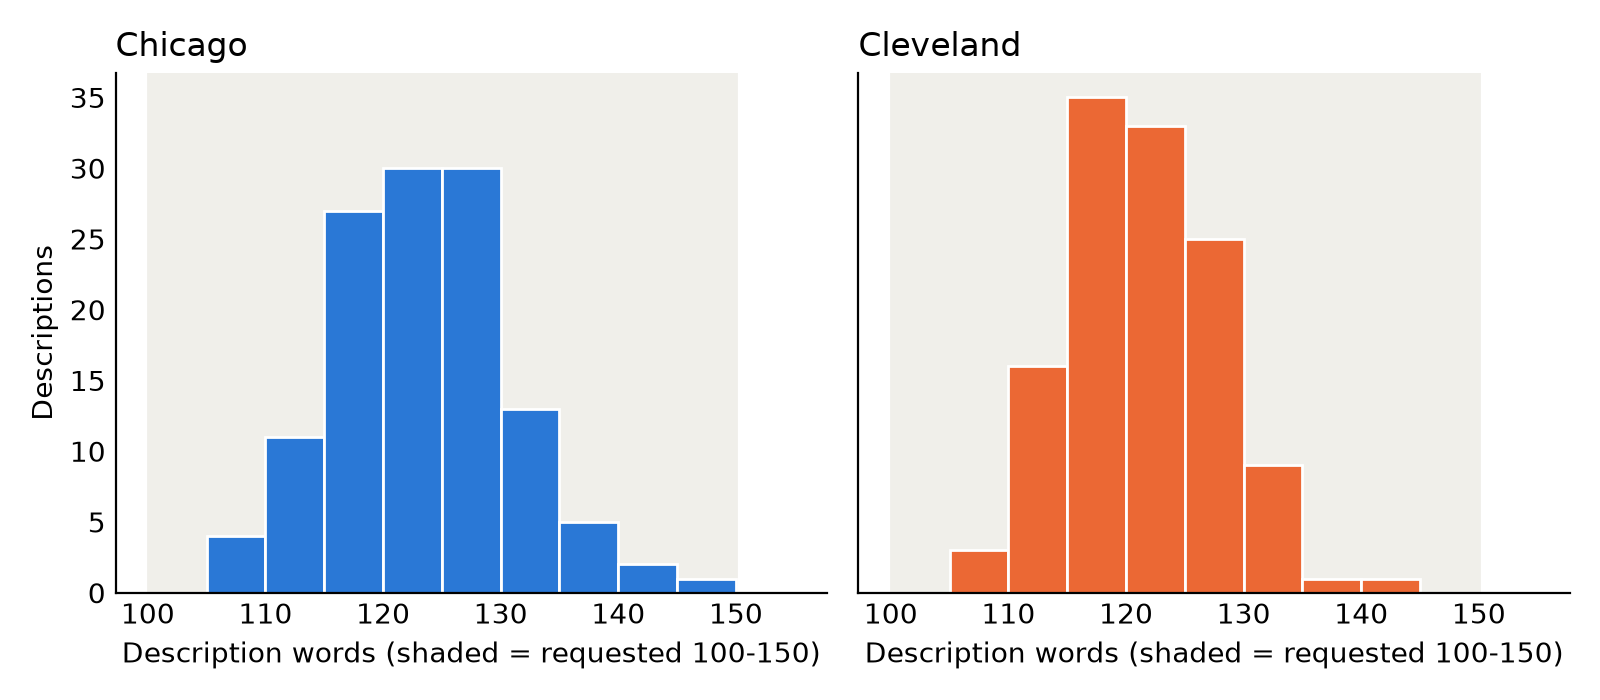 Chicago
Cleveland
Descriptions
35
30
25
20
15
10
5
0
100 110 120 130 140 150
100 110 120 130 140 150
Description words (shaded = requested 100-150)
Description words (shaded = requested 100-150)